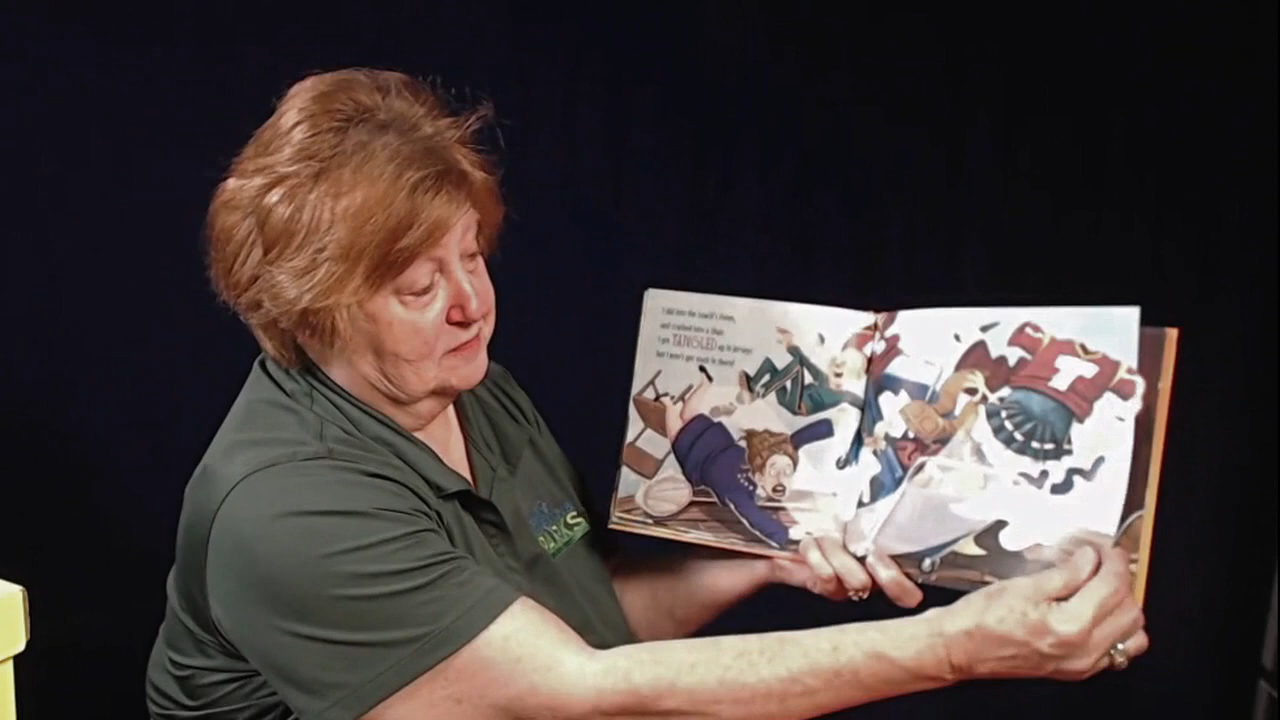 I slid into the coach's room,
and crashed into a chair.
I got TANGLED up in jerseys
but I won't get stuck in there!
T
PARKS